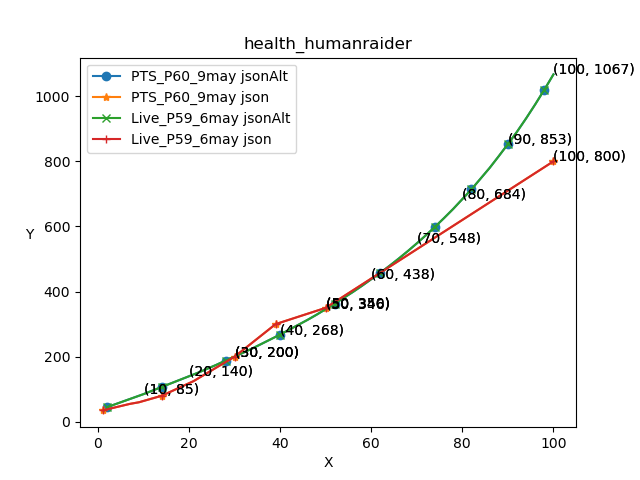 health_humanraider
PTS_P60_9may jsonAlt
PTS_P60_9may json
Live_P59_6may jsonAlt
Live_P59_6may json
(100, 1067)
(90, 853)
(100, 800)
(80, 684)
(70, 548)
(60, 438)
(40, 268)
(30, 200)
(20, 140)
(10, 85)
Y
1000
800
600
400
200
0
0 20 40 60 80 100
X